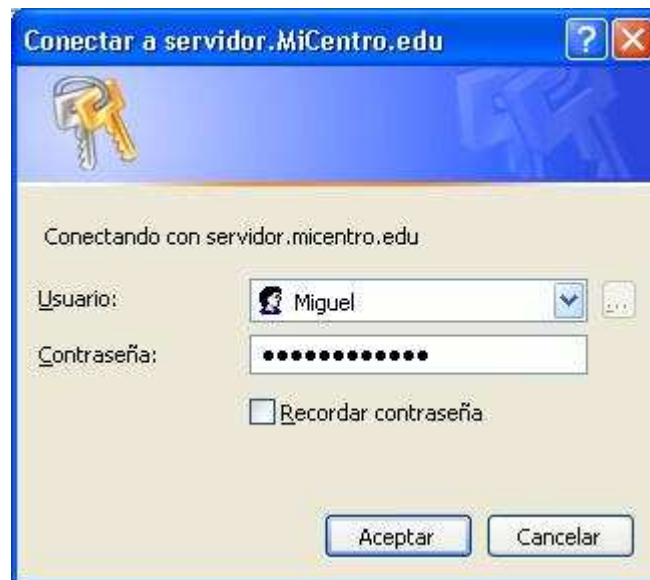 Conectar a servidor.MiCentro.edu
Conectando con servidor.micentro.edu
Usuario: Miguel ...
Contraseña: ●●●●●●●●●●●●
Recordar contraseña
Aceptar Cancelar